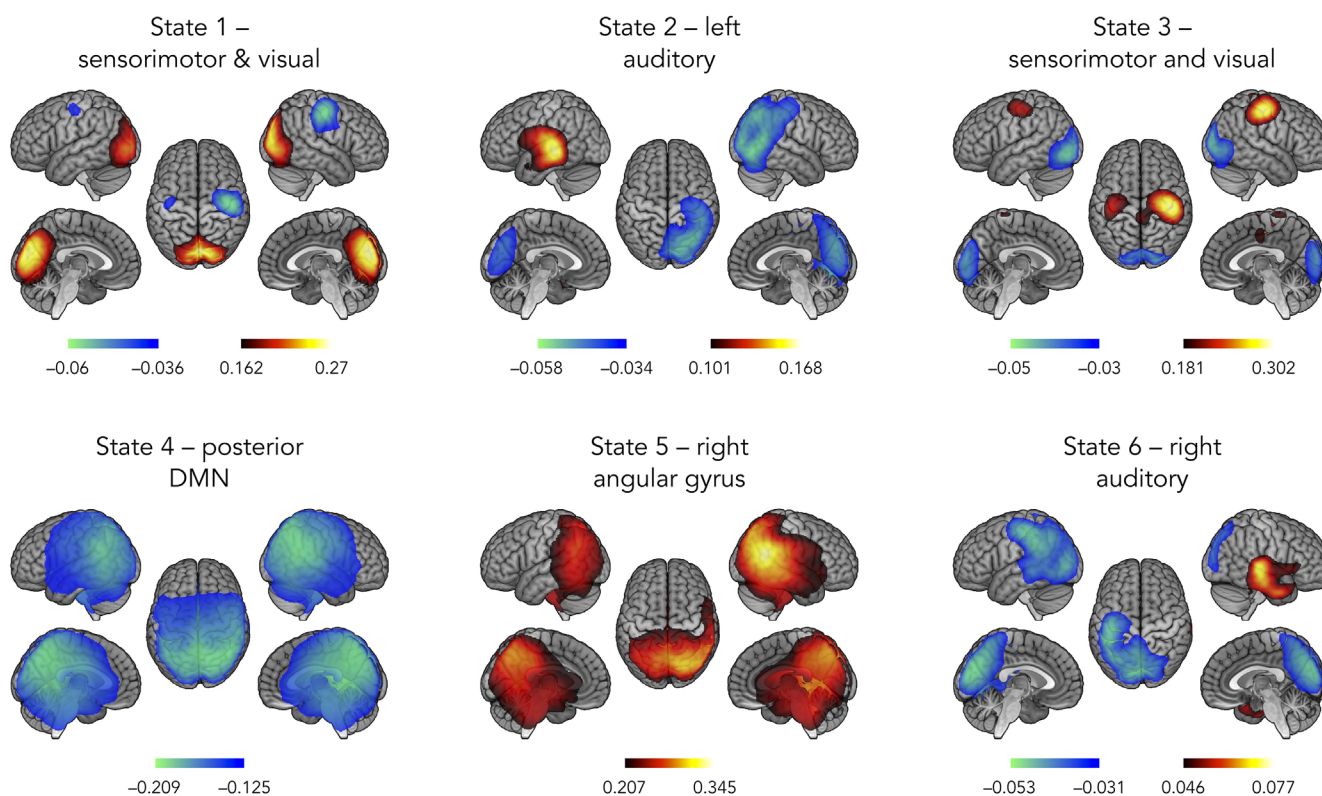 State 1 –
sensorimotor & visual
State 2 – left
auditory
State 3 –
sensorimotor and visual
–0.06 –0.036 0.162 0.27
–0.058 –0.034 0.101 0.168
–0.05 –0.03 0.181 0.302
State 4 – posterior
DMN
State 5 – right
angular gyrus
State 6 – right
auditory
–0.209 –0.125
0.207 0.345
–0.053 –0.031 0.046 0.077